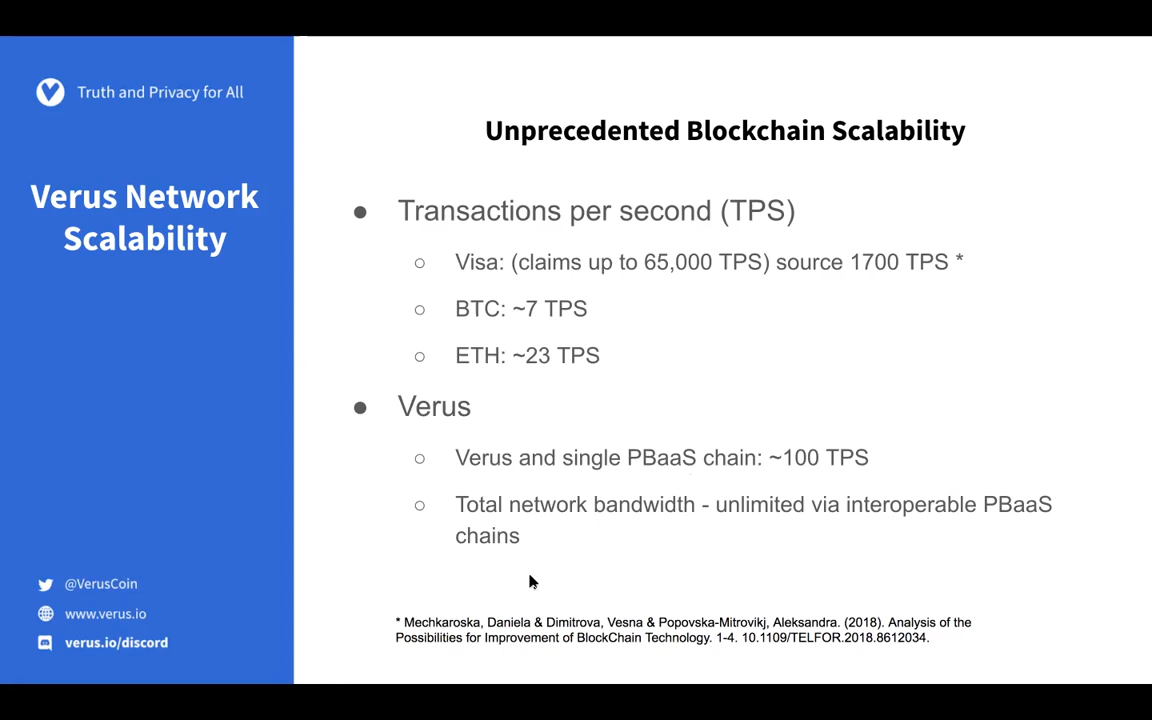 Truth and Privacy for All
Verus Network
Scalability
@VerusCoin
www.verus.io
verus.io/discord
Unprecedented Blockchain Scalability
● Transactions per second (TPS)
○ Visa: (claims up to 65,000 TPS) source 1700 TPS *
○ BTC: ~7 TPS
○ ETH: ~23 TPS
● Verus
○ Verus and single PBaaS chain: ~100 TPS
○ Total network bandwidth - unlimited via interoperable PBaaS
chains
* Mechkaroska, Daniela & Dimitrova, Vesna & Popovska-Mitrovikj, Aleksandra. (2018). Analysis of the
Possibilities for Improvement of BlockChain Technology. 1-4. 10.1109/TELFOR.2018.8612034.